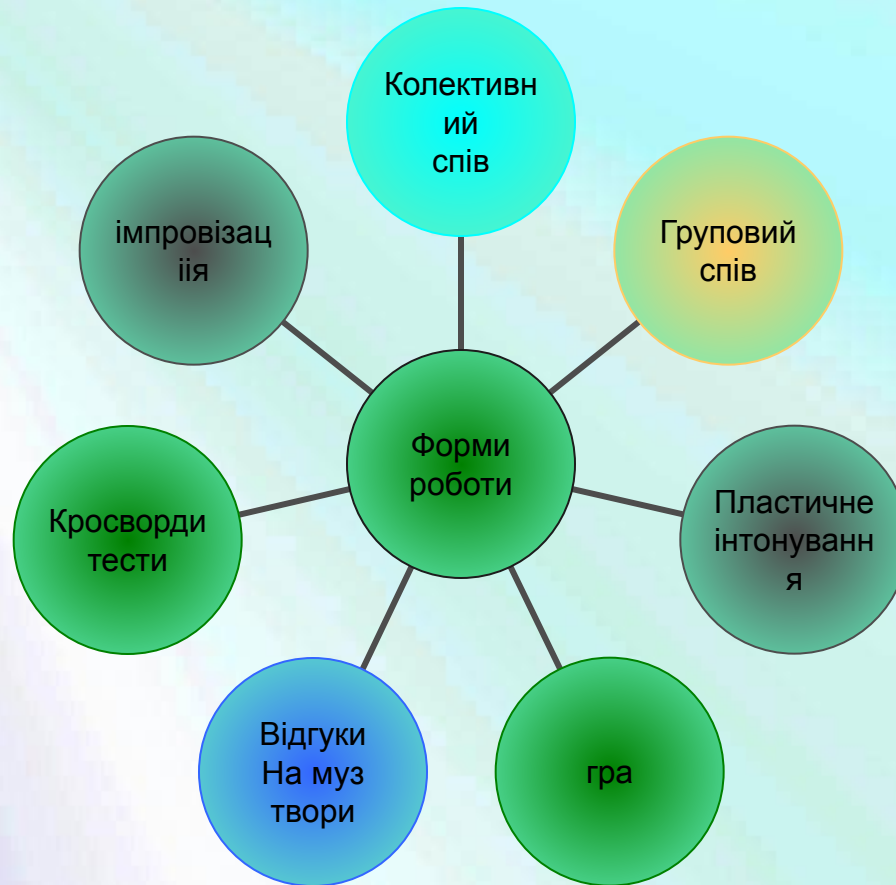 Колективн
ий
спів
імпровізац
іія
Груповий
спів
Форми
роботи
Кросворди
тести
Пластичне
інтонуванн
я
Відгуки
На муз
твори
гра